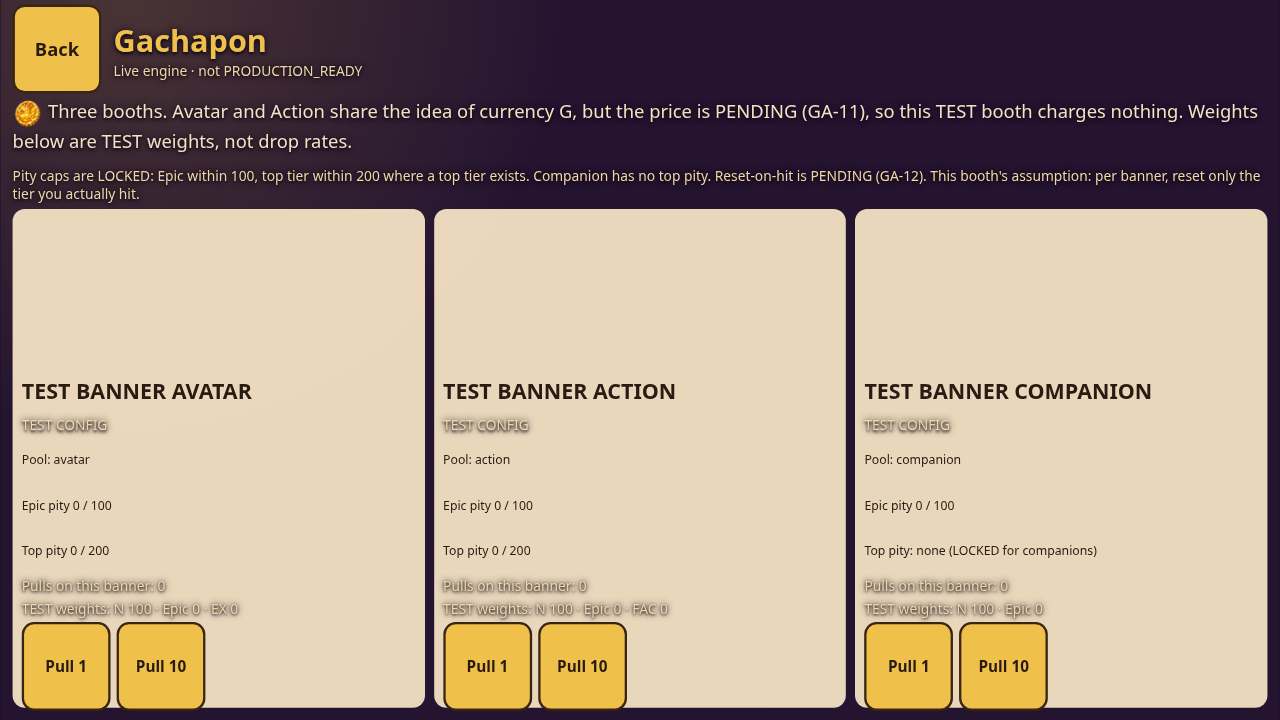 Back
Gachapon
Live engine · not PRODUCTION_READY
Three booths. Avatar and Action share the idea of currency G, but the price is PENDING (GA-11), so this TEST booth charges nothing. Weights
below are TEST weights, not drop rates.
Pity caps are LOCKED: Epic within 100, top tier within 200 where a top tier exists. Companion has no top pity. Reset-on-hit is PENDING (GA-12). This booth's assumption: per banner, reset only the
tier you actually hit.
TEST BANNER AVATAR
TEST CONFIG
Pool: avatar
Epic pity 0 / 100
Top pity 0 / 200
Pulls on this banner: 0
TEST weights: N 100 · Epic 0 · EX 0
Pull 1
Pull 10
TEST BANNER ACTION
TEST CONFIG
Pool: action
Epic pity 0 / 100
Top pity 0 / 200
Pulls on this banner: 0
TEST weights: N 100 · Epic 0 · FAC 0
Pull 1
Pull 10
TEST BANNER COMPANION
TEST CONFIG
Pool: companion
Epic pity 0 / 100
Top pity: none (LOCKED for companions)
Pulls on this banner: 0
TEST weights: N 100 · Epic 0
Pull 1
Pull 10